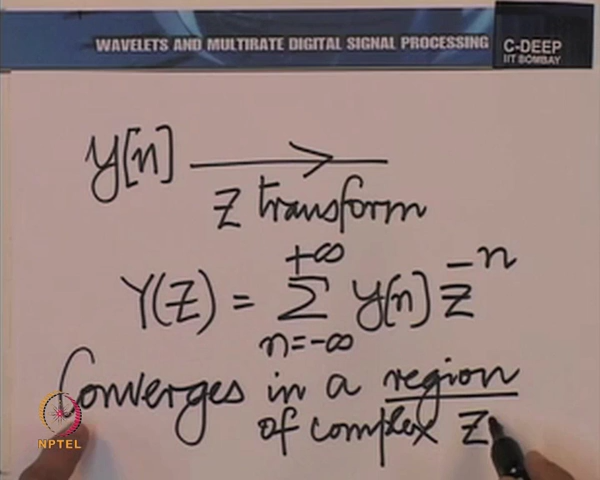 WAVELETS AND MULTIRATE DIGITAL SIGNAL PROCESSING
C-DEEP
IIT BOMBAY
y[n] →
Z transform
Y(Z) = +∞ Σ n=-∞ y[n] Z^-n
Converges in a region
of complex Z
NPTEL